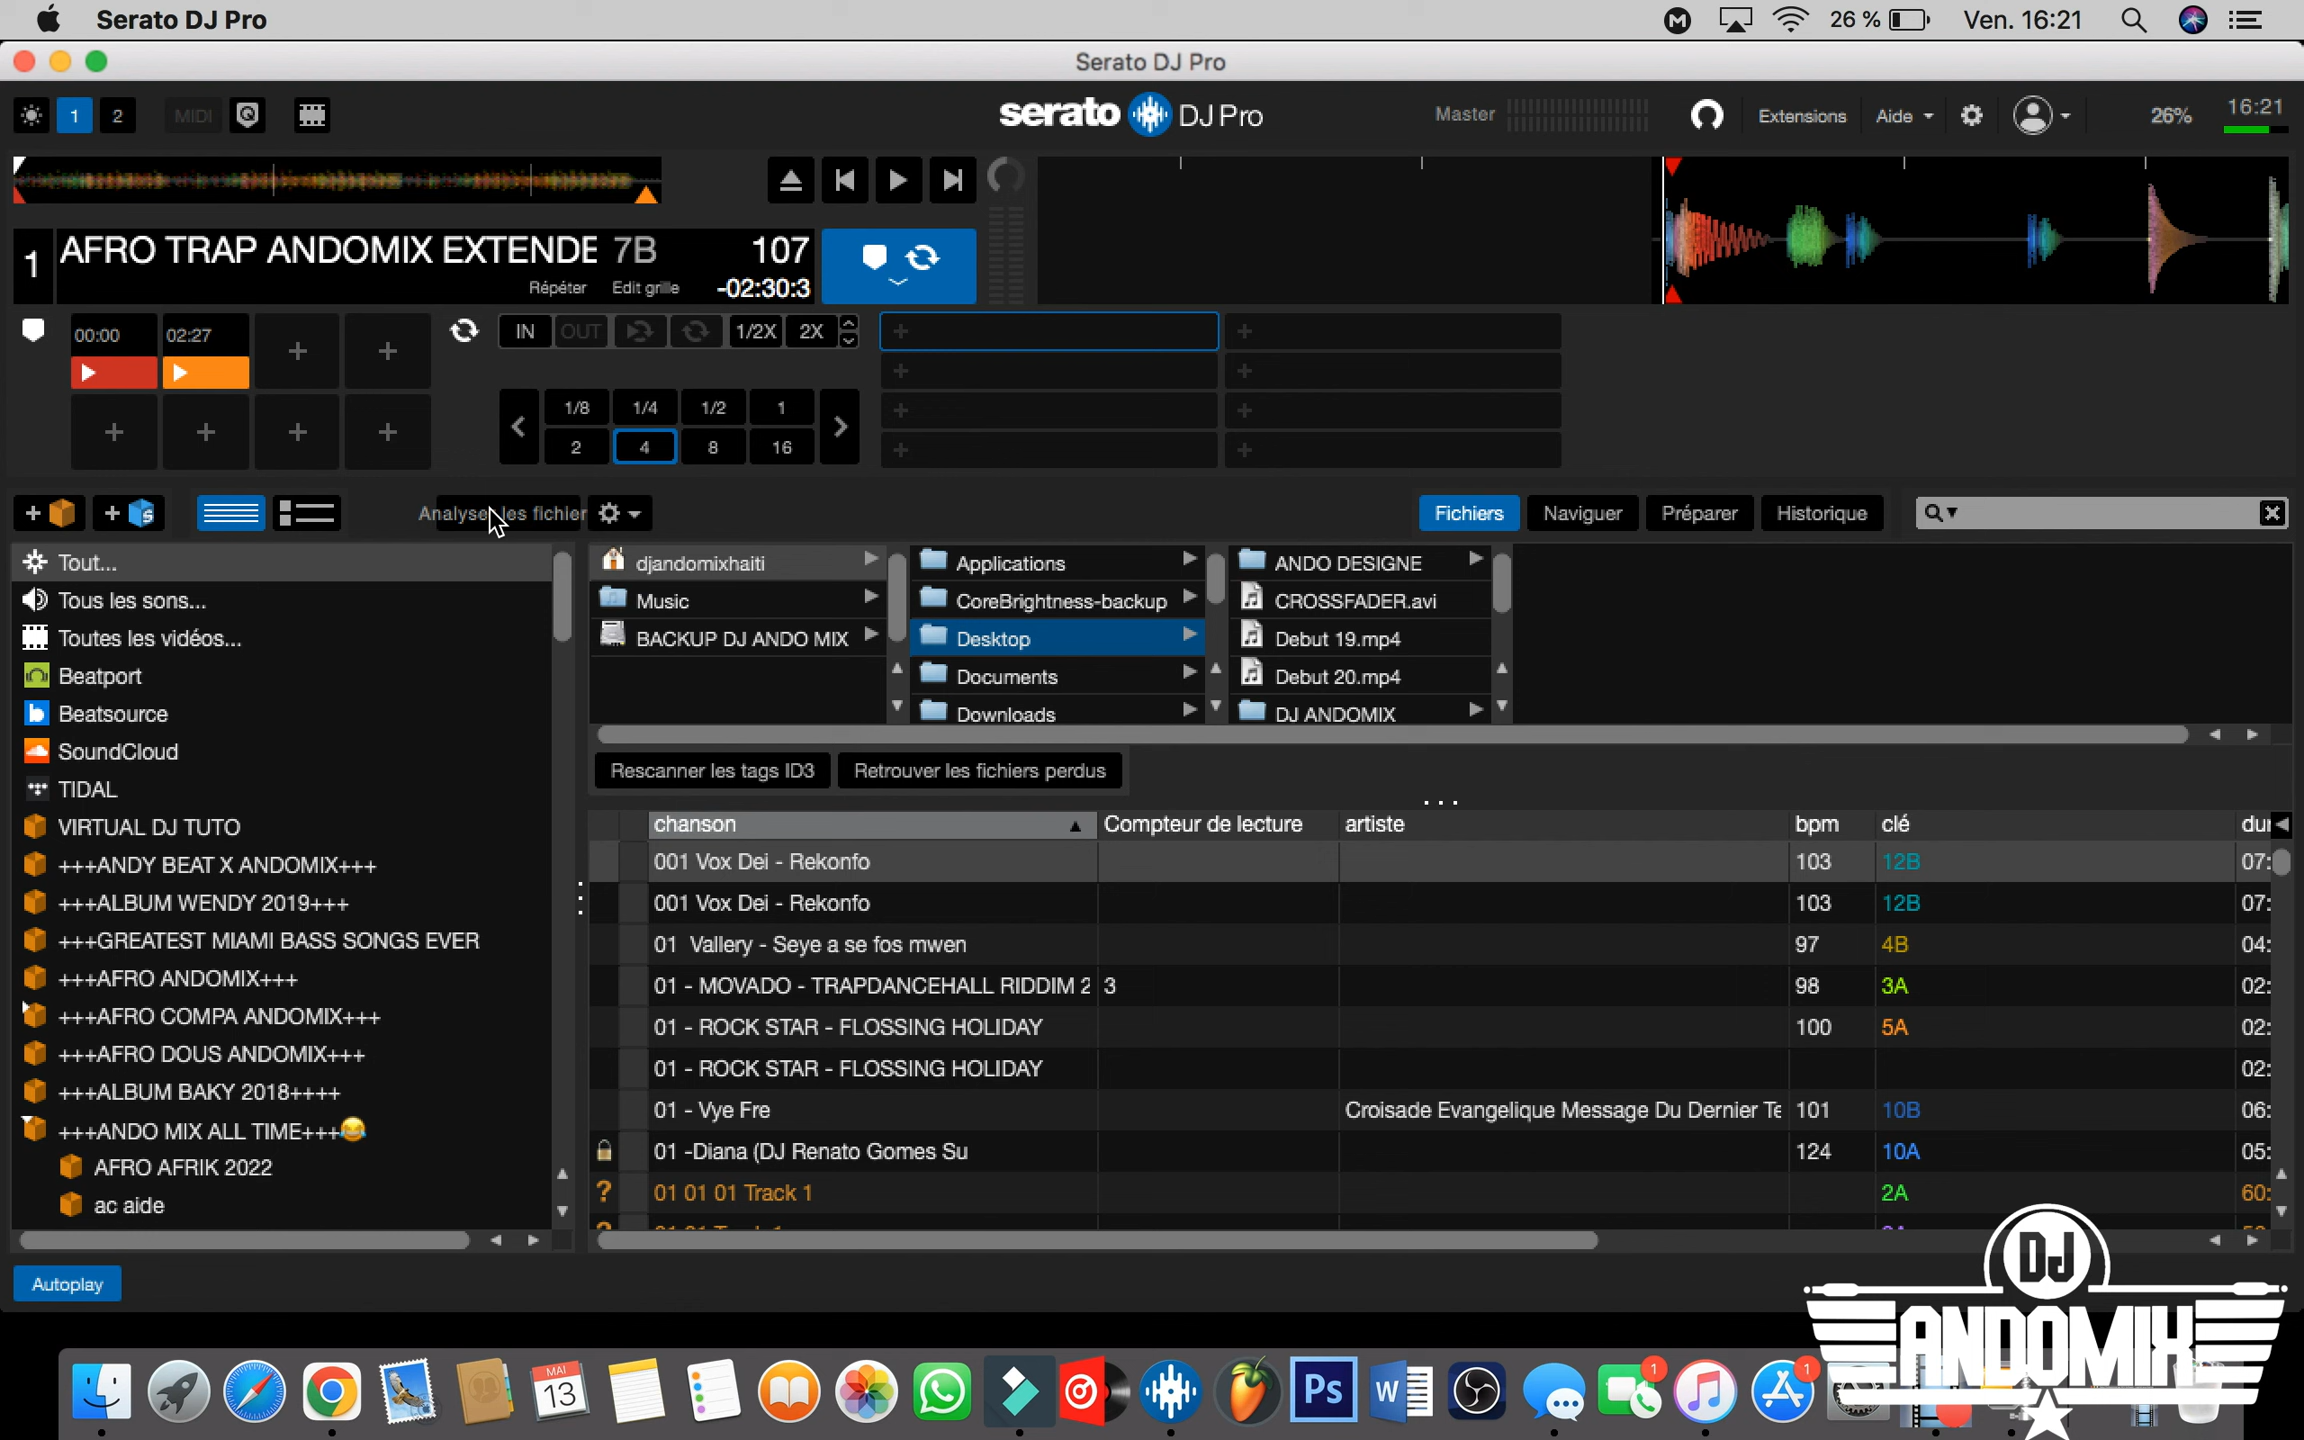 Serato DJ Pro
26 %
Ven. 16:21
Serato DJ Pro
1
2
MIDI
serato DJ Pro
Master
Extensions
Aide
26%
16:21
1
AFRO TRAP ANDOMIX EXTENDE
7B
107
Répéter
Edit grille
-02:30:3
00:00
02:27
IN
OUT
1/2X
2X
1/8
1/4
1/2
1
2
4
8
16
Fichiers
Naviguer
Préparer
Historique
Tout...
Tous les sons...
Toutes les vidéos...
Beatport
Beatsource
SoundCloud
TIDAL
VIRTUAL DJ TUTO
+++ANDY BEAT X ANDOMIX+++
+++ALBUM WENDY 2019+++
+++GREATEST MIAMI BASS SONGS EVER
+++AFRO ANDOMIX+++
+++AFRO COMPA ANDOMIX+++
+++AFRO DOUS ANDOMIX+++
+++ALBUM BAKY 2018++++
+++ANDO MIX ALL TIME+++😂
AFRO AFRIK 2022
ac aide
djandomixhaiti
Music
BACKUP DJ ANDO MIX
Applications
CoreBrightness-backup
Desktop
Documents
Downloads
ANDO DESIGNE
CROSSFADER.avi
Debut 19.mp4
Debut 20.mp4
DJ ANDOMIX
Rescanner les tags ID3
Retrouver les fichiers perdus
chanson
Compteur de lecture
artiste
bpm
clé
dur
001 Vox Dei - Rekonfo 103 12B 07:
001 Vox Dei - Rekonfo 103 12B 07:
01 Vallery - Seye a se fos mwen 97 4B 04:
01 - MOVADO - TRAPDANCEHALL RIDDIM 2 3 98 3A 02:
01 - ROCK STAR - FLOSSING HOLIDAY 100 5A 02:
01 - ROCK STAR - FLOSSING HOLIDAY 02:
01 - Vye Fre Croisade Evangelique Message Du Dernier Te 101 10B 06:
01 -Diana (DJ Renato Gomes Su 124 10A 05:
? 01 01 01 Track 1 2A 60:
Autoplay
DJ
ANDOMIX
MAI
13
Ps
W
1
1